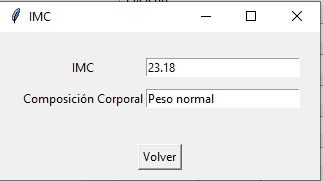 IMC
IMC 23.18
Composición Corporal Peso normal
Volver